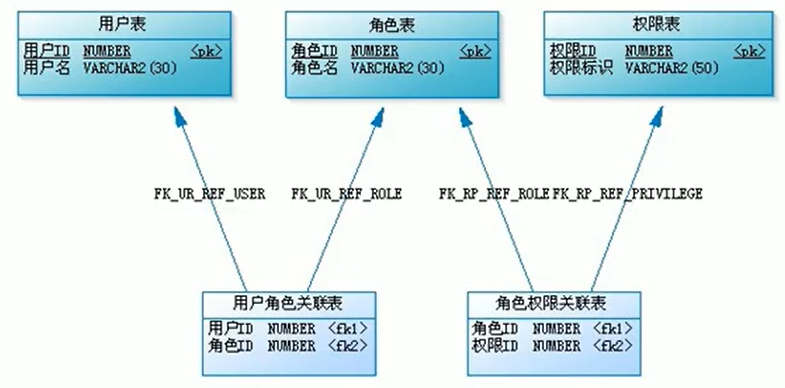 用户表
用户ID NUMBER <pk>
用户名 VARCHAR2(30)
角色表
角色ID NUMBER <pk>
角色名 VARCHAR2(30)
权限表
权限ID NUMBER <pk>
权限标识 VARCHAR2(50)
FK_UR_REF_USER
FK_UR_REF_ROLE
FK_RP_REF_ROLE
FK_RP_REF_PRIVILEGE
用户角色关联表
用户ID NUMBER <fk1>
角色ID NUMBER <fk2>
角色权限关联表
角色ID NUMBER <fk1>
权限ID NUMBER <fk2>